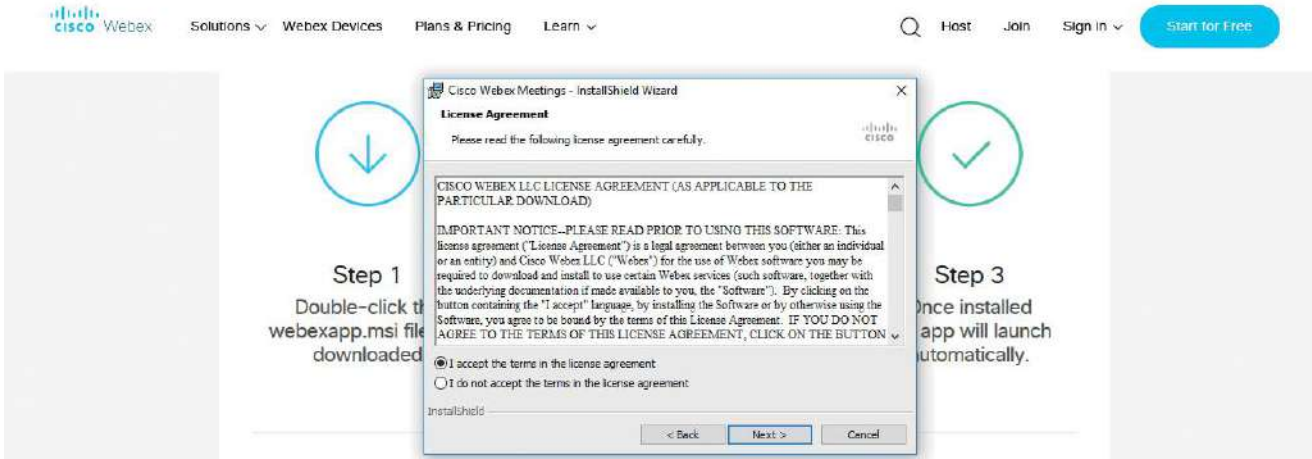 cisco Webex
Solutions
Webex Devices
Plans & Pricing
Learn
Host
Join
Sign in
Start for Free
Cisco Webex Meetings - InstallShield Wizard
License Agreement
Please read the following license agreement carefully.
cisco
CISCO WEBEX LLC LICENSE AGREEMENT (AS APPLICABLE TO THE
PARTICULAR DOWNLOAD)
IMPORTANT NOTICE--PLEASE READ PRIOR TO USING THIS SOFTWARE: This
license agreement ("License Agreement") is a legal agreement between you (either an individual
or an entity) and Cisco Webex LLC ("Webex") for the use of Webex software you may be
required to download and install to use certain Webex services (such software, together with
the underlying documentation if made available to you, the "Software"). By clicking on the
button containing the "I accept" language, by installing the Software or by otherwise using the
Software, you agree to be bound by the terms of this License Agreement. IF YOU DO NOT
AGREE TO THE TERMS OF THIS LICENSE AGREEMENT, CLICK ON THE BUTTON
I accept the terms in the license agreement
I do not accept the terms in the license agreement
InstallShield
< Back
Next >
Cancel
Step 1
Double-click th
webexapp.msi file
downloaded
Step 3
Once installed
app will launch
automatically.